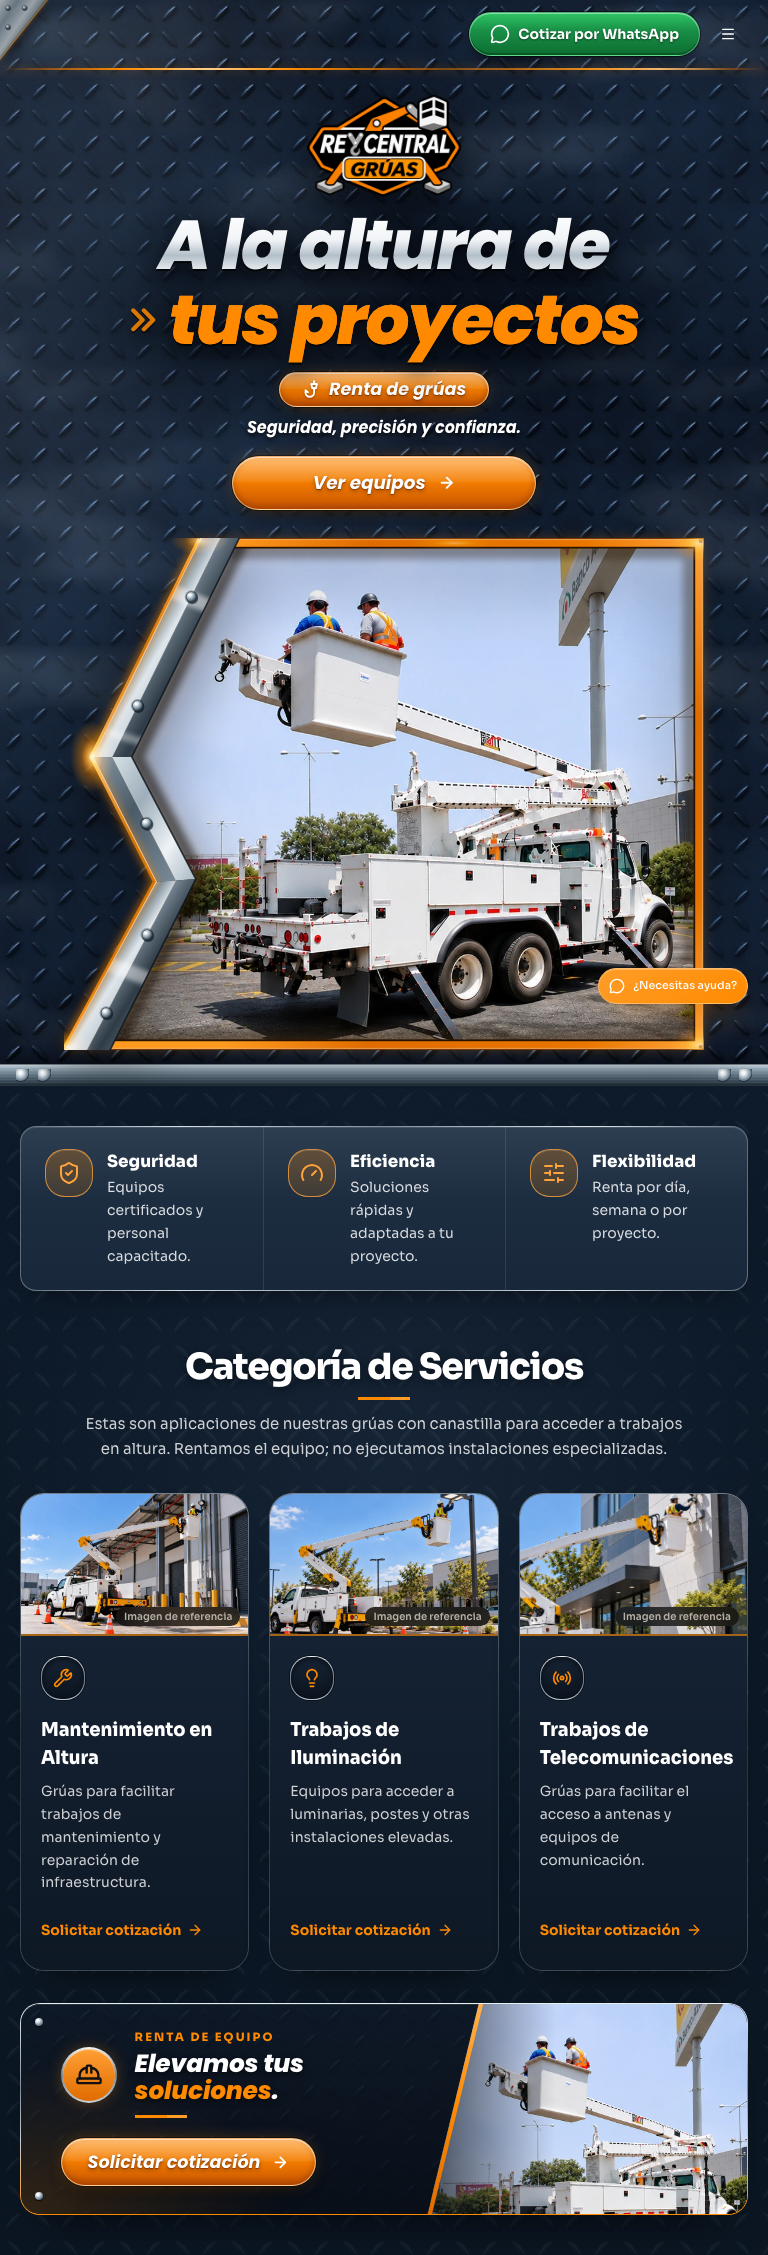 Cotizar por WhatsApp
REY CENTRAL
GRÚAS
A la altura de
tus proyectos
Renta de grúas
Seguridad, precisión y confianza.
Ver equipos
¿Necesitas ayuda?
Seguridad
Equipos
certificados y
personal
capacitado.
Eficiencia
Soluciones
rápidas y
adaptadas a tu
proyecto.
Flexibilidad
Renta por día,
semana o por
proyecto.
Categoría de Servicios
Estas son aplicaciones de nuestras grúas con canastilla para acceder a trabajos
en altura. Rentamos el equipo; no ejecutamos instalaciones especializadas.
Imagen de referencia
Mantenimiento en
Altura
Grúas para facilitar
trabajos de
mantenimiento y
reparación de
infraestructura.
Solicitar cotización
Imagen de referencia
Trabajos de
Iluminación
Equipos para acceder a
luminarias, postes y otras
instalaciones elevadas.
Solicitar cotización
Imagen de referencia
Trabajos de
Telecomunicaciones
Grúas para facilitar el
acceso a antenas y
equipos de
comunicación.
Solicitar cotización
RENTA DE EQUIPO
Elevamos tus
soluciones.
Solicitar cotización